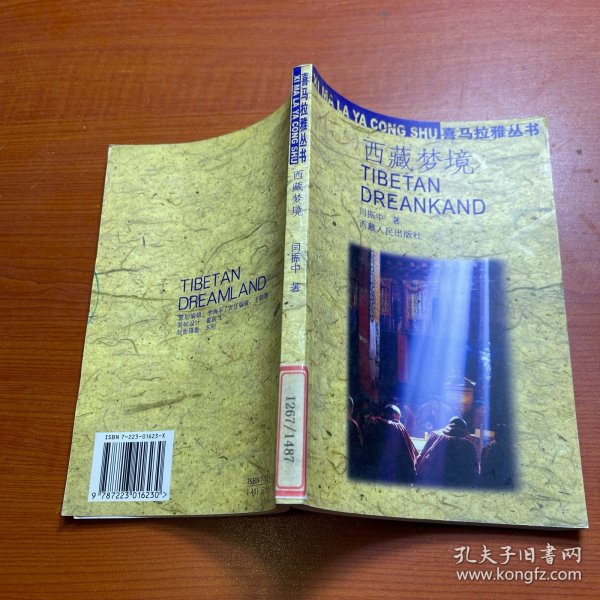 XI MA LA YA CONG SHU 喜马拉雅丛书
西藏梦境
TIBETAN
DREANKAND
闫振中 著
西藏人民出版社
喜马拉雅丛书
XI MA LA YA CONG SHU
西藏梦境
闫振中 著
I267/1487
TIBETAN
DREAMLAND
ISBN 7-223-01623-X
9 787223 016230 >
孔夫子旧书网
www.kongfz.com